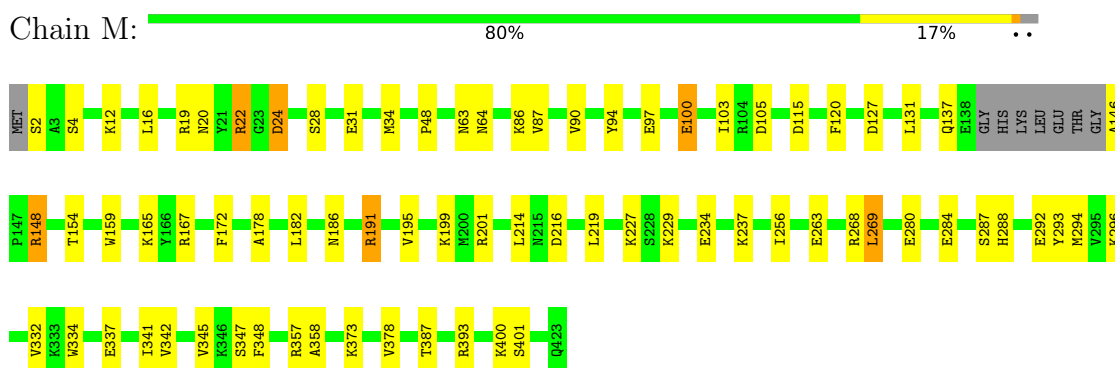 Chain M:
80% 17% • •
MET S2 A3 S4 K12 L16 R19 N20 Y21 R22 G23 D24 S28 E31 M34 P48 N63 N64 K86 V87 V90 Y94 E97 E100 I103 R104 D105 D115 F120 D127 L131 Q137 E138 GLY HIS LYS LEU GLU THR GLY A146
P147 R148 T154 W159 K165 Y166 R167 F172 A178 L182 N186 R191 V195 K199 M200 R201 L214 N215 D216 L219 K227 S228 K229 E234 K237 I256 E263 R268 L269 E280 E284 S287 H288 E292 Y293 M294 V295 K296
V332 K333 W334 E337 I341 V342 V345 K346 S347 F348 R357 A358 K373 V378 T387 R393 K400 S401 Q423